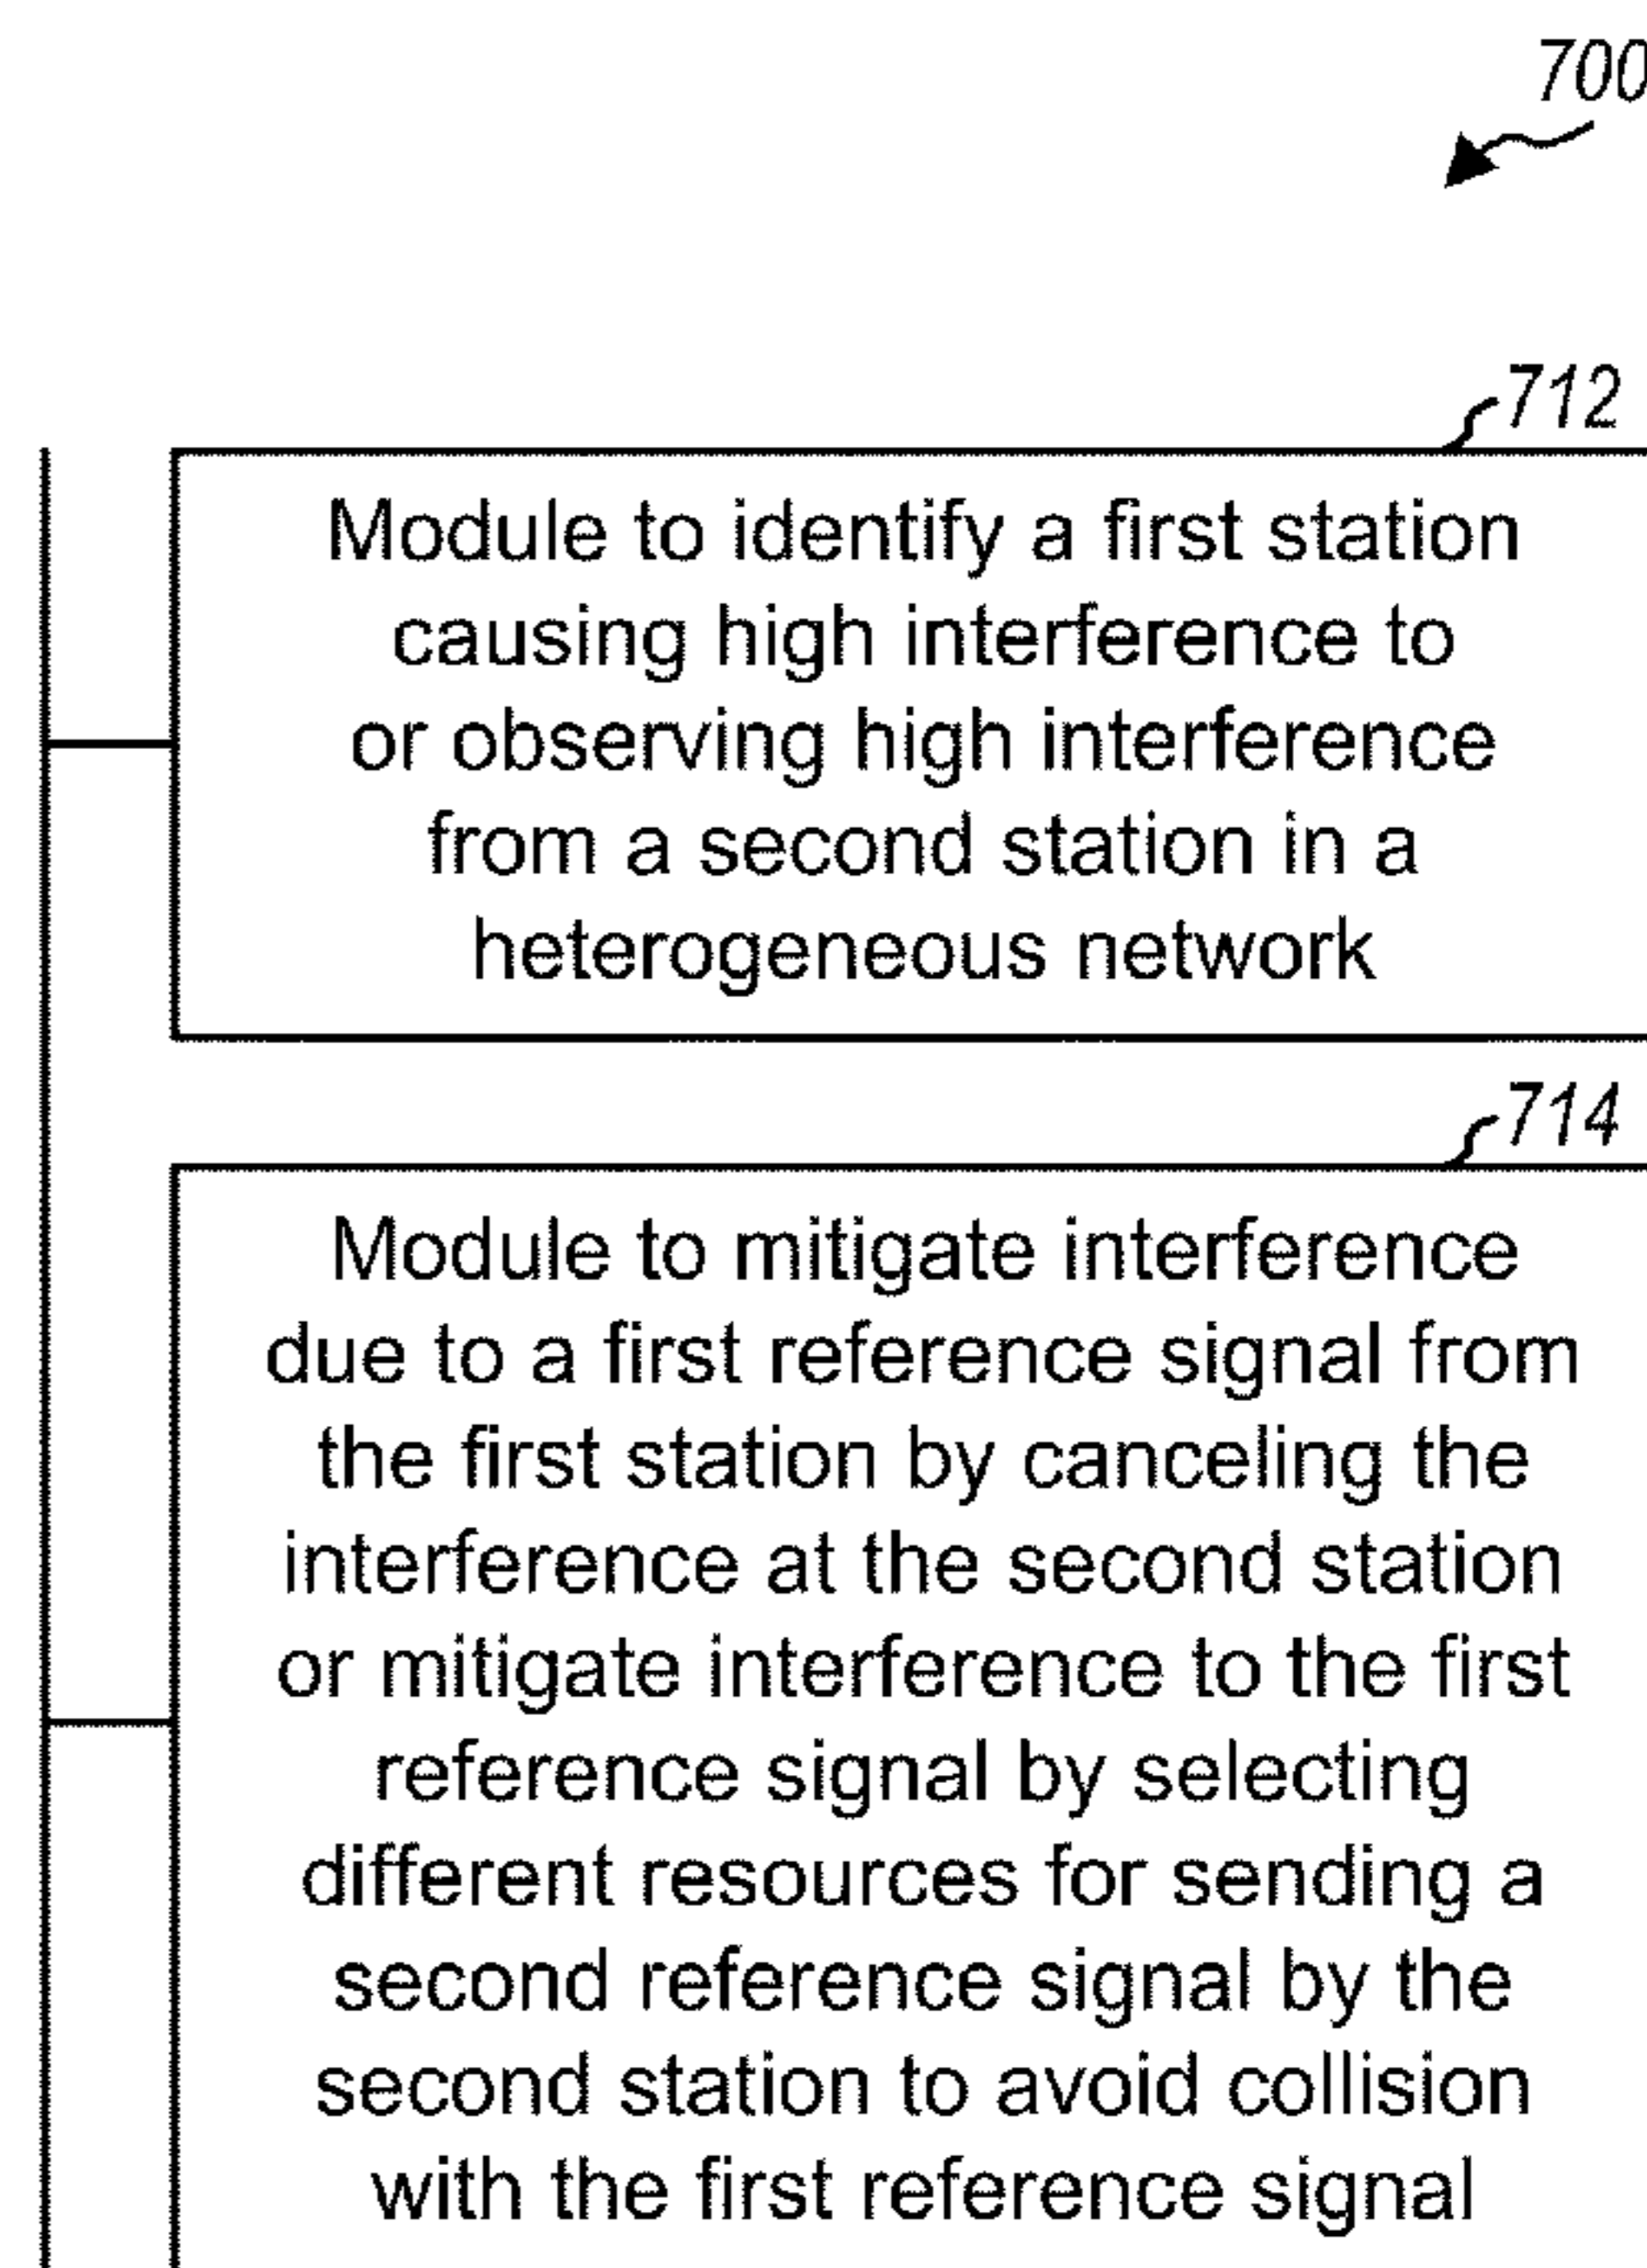 700
712
Module to identify a first station
causing high interference to
or observing high interference
from a second station in a
heterogeneous network
714
Module to mitigate interference
due to a first reference signal from
the first station by canceling the
interference at the second station
or mitigate interference to the first
reference signal by selecting
different resources for sending a
second reference signal by the
second station to avoid collision
with the first reference signal